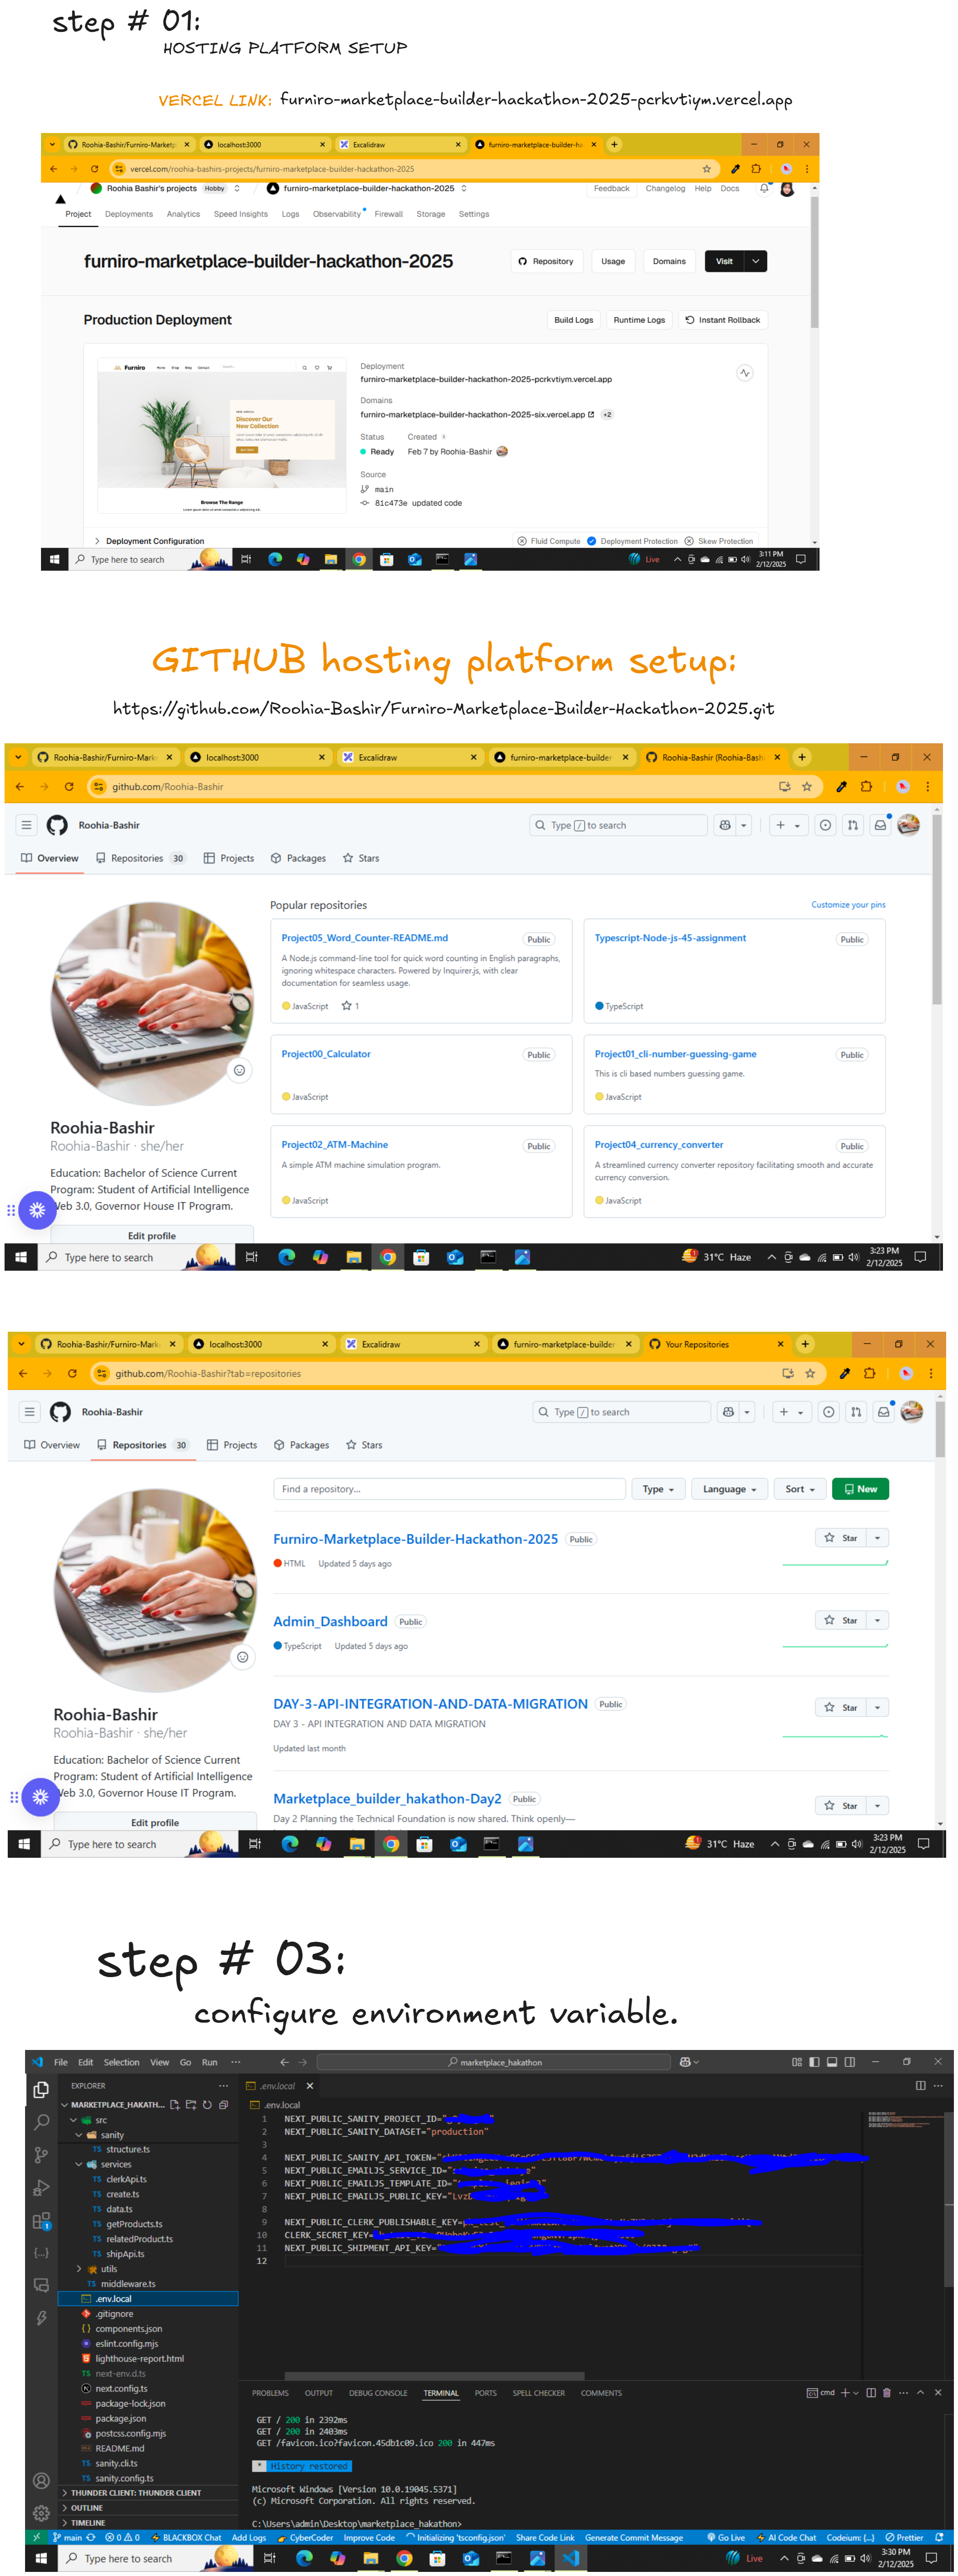 step # 01:
HOSTING PLATFORM SETUP
VERCEL LINK: furniro-marketplace-builder-hackathon-2025-pcrkvtiym.vercel.app
Roohia-Bashir/Furniro-Marketp
localhost:3000
Excalidraw
furniro-marketplace-builder-ha
vercel.com/roohia-bashirs-projects/furniro-marketplace-builder-hackathon-2025
Roohia Bashir's projects Hobby
furniro-marketplace-builder-hackathon-2025
Feedback Changelog Help Docs
Project Deployments Analytics Speed Insights Logs Observability Firewall Storage Settings
furniro-marketplace-builder-hackathon-2025
Repository Usage Domains Visit
Production Deployment
Build Logs Runtime Logs Instant Rollback
Furniro Home Shop Blog Contact
Discover Our
New Collection
Browse The Range
Deployment
furniro-marketplace-builder-hackathon-2025-pcrkvtiym.vercel.app
Domains
furniro-marketplace-builder-hackathon-2025-six.vercel.app +2
Status Created
Ready Feb 7 by Roohia-Bashir
Source
main
81c473e updated code
Deployment Configuration
Fluid Compute Deployment Protection Skew Protection
Type here to search
Live
3:11 PM
2/12/2025
GITHUB hosting platform setup:
https://github.com/Roohia-Bashir/Furniro-Marketplace-Builder-Hackathon-2025.git
Roohia-Bashir/Furniro-Mark
localhost:3000
Excalidraw
furniro-marketplace-builder
Roohia-Bashir (Roohia-Bash
github.com/Roohia-Bashir
Roohia-Bashir
Type / to search
Overview Repositories 30 Projects Packages Stars
Popular repositories
Customize your pins
Project05_Word_Counter-README.md Public
A Node.js command-line tool for quick word counting in English paragraphs,
ignoring whitespace characters. Powered by Inquirer.js, with clear
documentation for seamless usage.
JavaScript 1
Typescript-Node-js-45-assignment Public
TypeScript
Project00_Calculator Public
JavaScript
Project01_cli-number-guessing-game Public
This is cli based numbers guessing game.
JavaScript
Project02_ATM-Machine Public
A simple ATM machine simulation program.
JavaScript
Project04_currency_converter Public
A streamlined currency converter repository facilitating smooth and accurate
currency conversion.
JavaScript
Roohia-Bashir
Roohia-Bashir · she/her
Education: Bachelor of Science Current
Program: Student of Artificial Intelligence
Web 3.0, Governor House IT Program.
Edit profile
Type here to search
31°C Haze
3:23 PM
2/12/2025
Roohia-Bashir/Furniro-Mark
localhost:3000
Excalidraw
furniro-marketplace-builder
Your Repositories
github.com/Roohia-Bashir?tab=repositories
Roohia-Bashir
Type / to search
Overview Repositories 30 Projects Packages Stars
Find a repository...
Type Language Sort New
Furniro-Marketplace-Builder-Hackathon-2025 Public
Star
HTML Updated 5 days ago
Admin_Dashboard Public
Star
TypeScript Updated 5 days ago
DAY-3-API-INTEGRATION-AND-DATA-MIGRATION Public
Star
DAY 3 - API INTEGRATION AND DATA MIGRATION
Updated last month
Marketplace_builder_hakathon-Day2 Public
Star
Day 2 Planning the Technical Foundation is now shared. Think openly—
Roohia-Bashir
Roohia-Bashir · she/her
Education: Bachelor of Science Current
Program: Student of Artificial Intelligence
Web 3.0, Governor House IT Program.
Edit profile
Type here to search
31°C Haze
3:23 PM
2/12/2025
step # 03:
configure environment variable.
File Edit Selection View Go Run ···
marketplace_hakathon
EXPLORER ···
MARKETPLACE_HAKATH...
src
sanity
structure.ts
services
clerkApi.ts
create.ts
data.ts
getProducts.ts
relatedProduct.ts
shipApi.ts
utils
middleware.ts
.env.local
.gitignore
components.json
eslint.config.mjs
lighthouse-report.html
next-env.d.ts
next.config.ts
package-lock.json
package.json
postcss.config.mjs
README.md
sanity.cli.ts
sanity.config.ts
THUNDER CLIENT: THUNDER CLIENT
OUTLINE
TIMELINE
.env.local
.env.local
1 NEXT_PUBLIC_SANITY_PROJECT_ID="
2 NEXT_PUBLIC_SANITY_DATASET="production"
3
4 NEXT_PUBLIC_SANITY_API_TOKEN=
5 NEXT_PUBLIC_EMAILJS_SERVICE_ID=
6 NEXT_PUBLIC_EMAILJS_TEMPLATE_ID=
7 NEXT_PUBLIC_EMAILJS_PUBLIC_KEY=
8
9 NEXT_PUBLIC_CLERK_PUBLISHABLE_KEY=
10 CLERK_SECRET_KEY=
11 NEXT_PUBLIC_SHIPMENT_API_KEY=
12
PROBLEMS OUTPUT DEBUG CONSOLE TERMINAL PORTS SPELL CHECKER COMMENTS
cmd
GET / 200 in 2392ms
GET / 200 in 2403ms
GET /favicon.ico?favicon.45db1c09.ico 200 in 447ms
* History restored
Microsoft Windows [Version 10.0.19045.5371]
(c) Microsoft Corporation. All rights reserved.
C:\Users\admin\Desktop\marketplace_hakathon>
main 0 0 BLACKBOX Chat Add Logs CyberCoder Improve Code Initializing 'tsconfig.json' Share Code Link Generate Commit Message Go Live AI Code Chat Codeium: {...} Prettier
Type here to search
Live
3:30 PM
2/12/2025